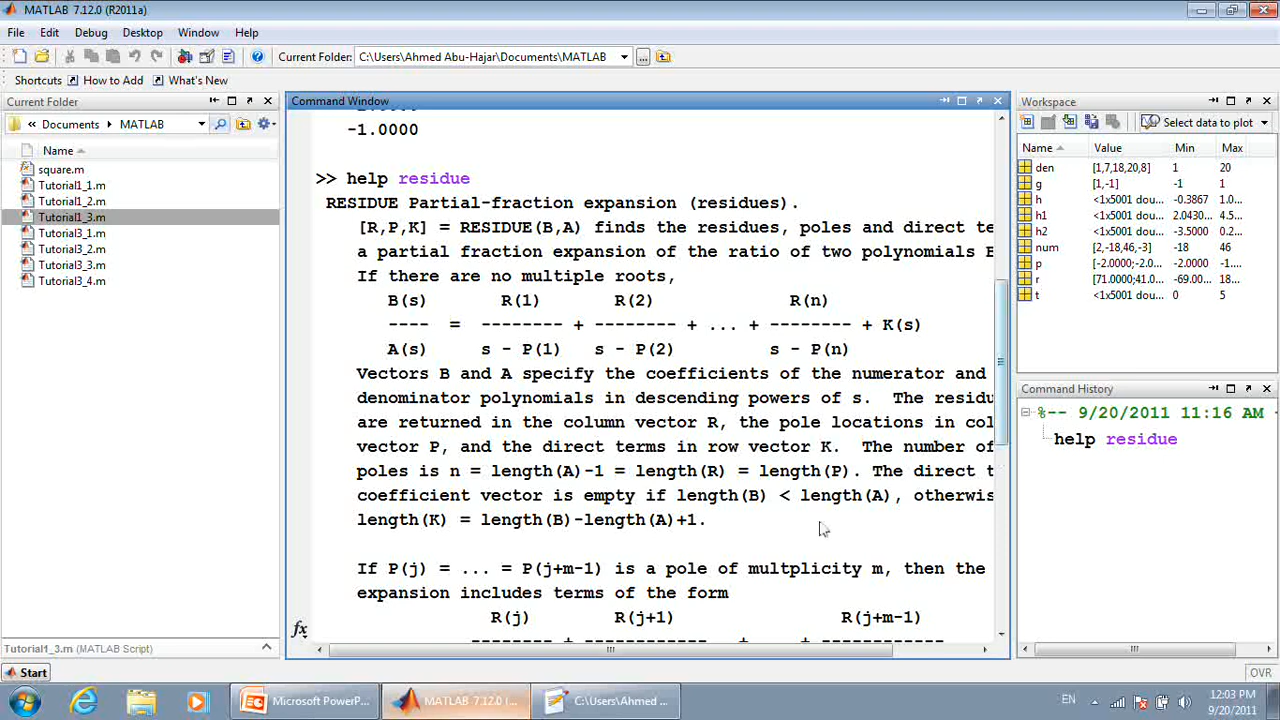 MATLAB 7.12.0 (R2011a)
File Edit Debug Desktop Window Help
Current Folder: C:\Users\Ahmed Abu-Hajar\Documents\MATLAB
Shortcuts How to Add What's New
Current Folder
« Documents ▸ MATLAB
Name
square.m
Tutorial1_1.m
Tutorial1_2.m
Tutorial1_3.m
Tutorial3_1.m
Tutorial3_2.m
Tutorial3_3.m
Tutorial3_4.m
Tutorial1_3.m (MATLAB Script)
Command Window
-1.0000
>> help residue
RESIDUE Partial-fraction expansion (residues).
[R,P,K] = RESIDUE(B,A) finds the residues, poles and direct te
a partial fraction expansion of the ratio of two polynomials B
If there are no multiple roots,
B(s) R(1) R(2) R(n)
---- = -------- + -------- + ... + -------- + K(s)
A(s) s - P(1) s - P(2) s - P(n)
Vectors B and A specify the coefficients of the numerator and
denominator polynomials in descending powers of s. The residu
are returned in the column vector R, the pole locations in col
vector P, and the direct terms in row vector K. The number of
poles is n = length(A)-1 = length(R) = length(P). The direct t
coefficient vector is empty if length(B) < length(A), otherwis
length(K) = length(B)-length(A)+1.
If P(j) = ... = P(j+m-1) is a pole of multplicity m, then the
expansion includes terms of the form
R(j) R(j+1) R(j+m-1)
-------- + ------------ + + ------------
fx
Workspace
Select data to plot
Name Value Min Max
den [1,7,18,20,8] 1 20
g [1,-1] -1 1
h <1x5001 dou... -0.3867 1.0...
h1 <1x5001 dou... 2.0430... 4.5...
h2 <1x5001 dou... -3.5000 0.2...
num [2,-18,46,-3] -18 46
p [-2.0000;-2.0... -2.0000 -1....
r [71.0000;41.0... -69.00... 18...
t <1x5001 dou... 0 5
Command History
%-- 9/20/2011 11:16 AM
help residue
Start
OVR
Microsoft PowerP...
MATLAB 7.12.0 (...
C:\Users\Ahmed ...
EN
12:03 PM
9/20/2011